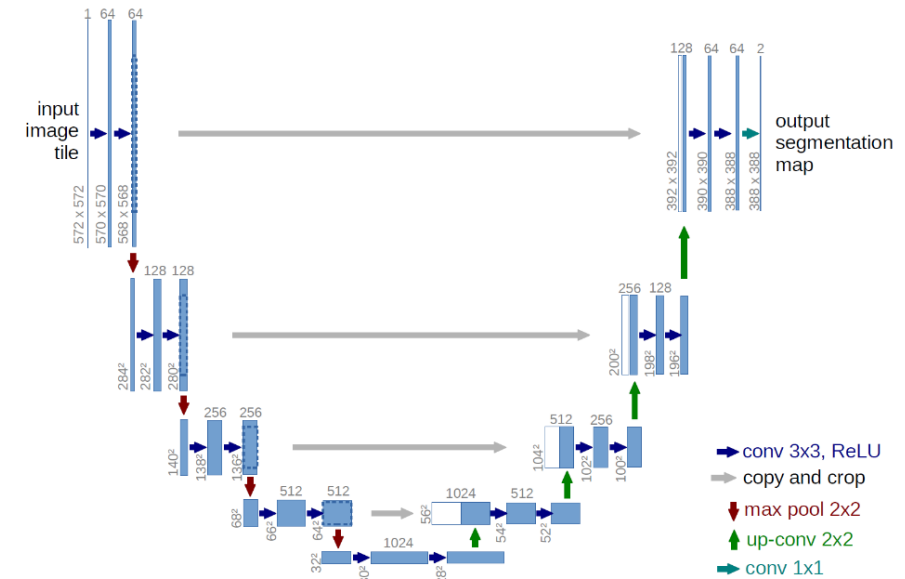 1 64 64
128 64 64 2
input
image
tile
output
segmentation
map
572 x 572
570 x 570
568 x 568
392 x 392
390 x 390
388 x 388
388 x 388
128 128
256 128
284²
282²
280²
200²
198²
196²
256 256
512 256
140²
138²
136²
104²
102²
100²
512 512
1024 512
68²
66²
64²
56²
54²
52²
1024
32²
conv 3x3, ReLU
copy and crop
max pool 2x2
up-conv 2x2
conv 1x1